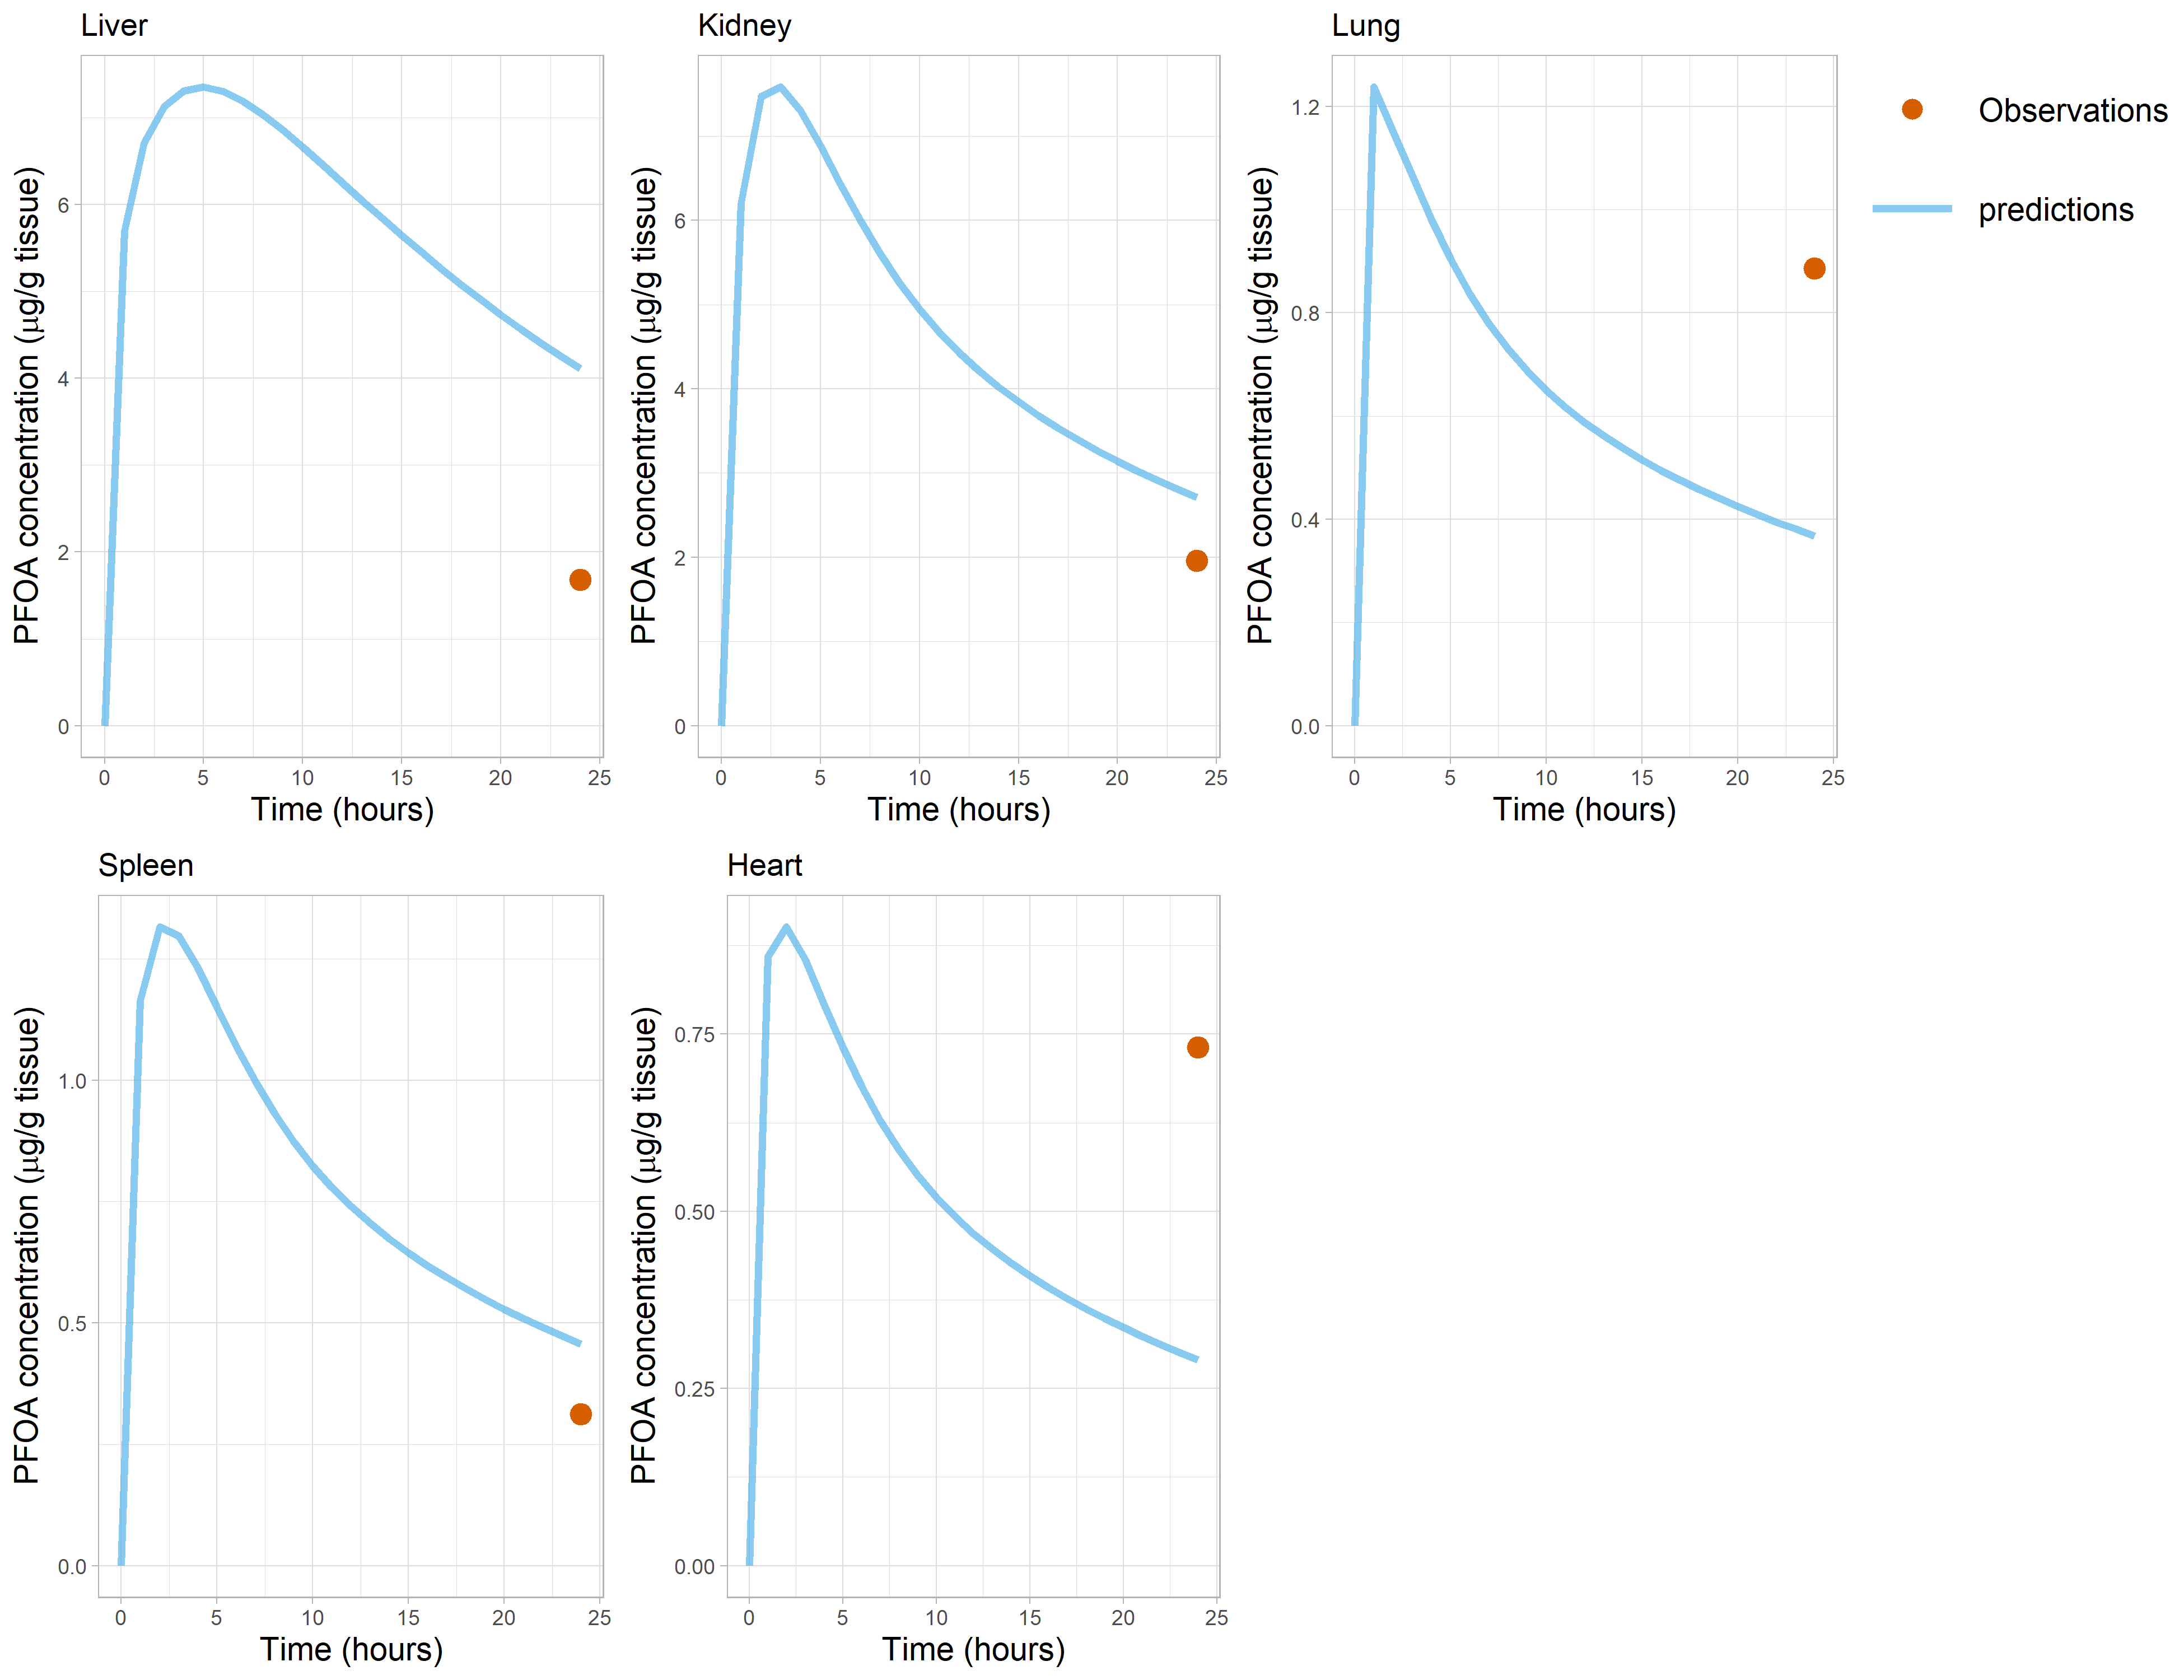 Liver
PFOA concentration (μg/g tissue)
6
4
2
0
0 5 10 15 20 25
Time (hours)
Kidney
PFOA concentration (μg/g tissue)
6
4
2
0
0 5 10 15 20 25
Time (hours)
Lung
PFOA concentration (μg/g tissue)
1.2
0.8
0.4
0.0
0 5 10 15 20 25
Time (hours)
Observations
predictions
Spleen
PFOA concentration (μg/g tissue)
1.0
0.5
0.0
0 5 10 15 20 25
Time (hours)
Heart
PFOA concentration (μg/g tissue)
0.75
0.50
0.25
0.00
0 5 10 15 20 25
Time (hours)